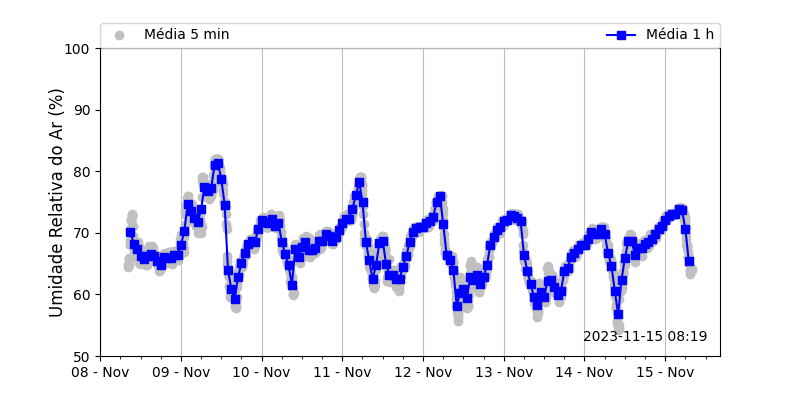 Média 5 min
Média 1 h
Umidade Relativa do Ar (%)
100
90
80
70
60
50
2023-11-15 08:19
08 - Nov
09 - Nov
10 - Nov
11 - Nov
12 - Nov
13 - Nov
14 - Nov
15 - Nov